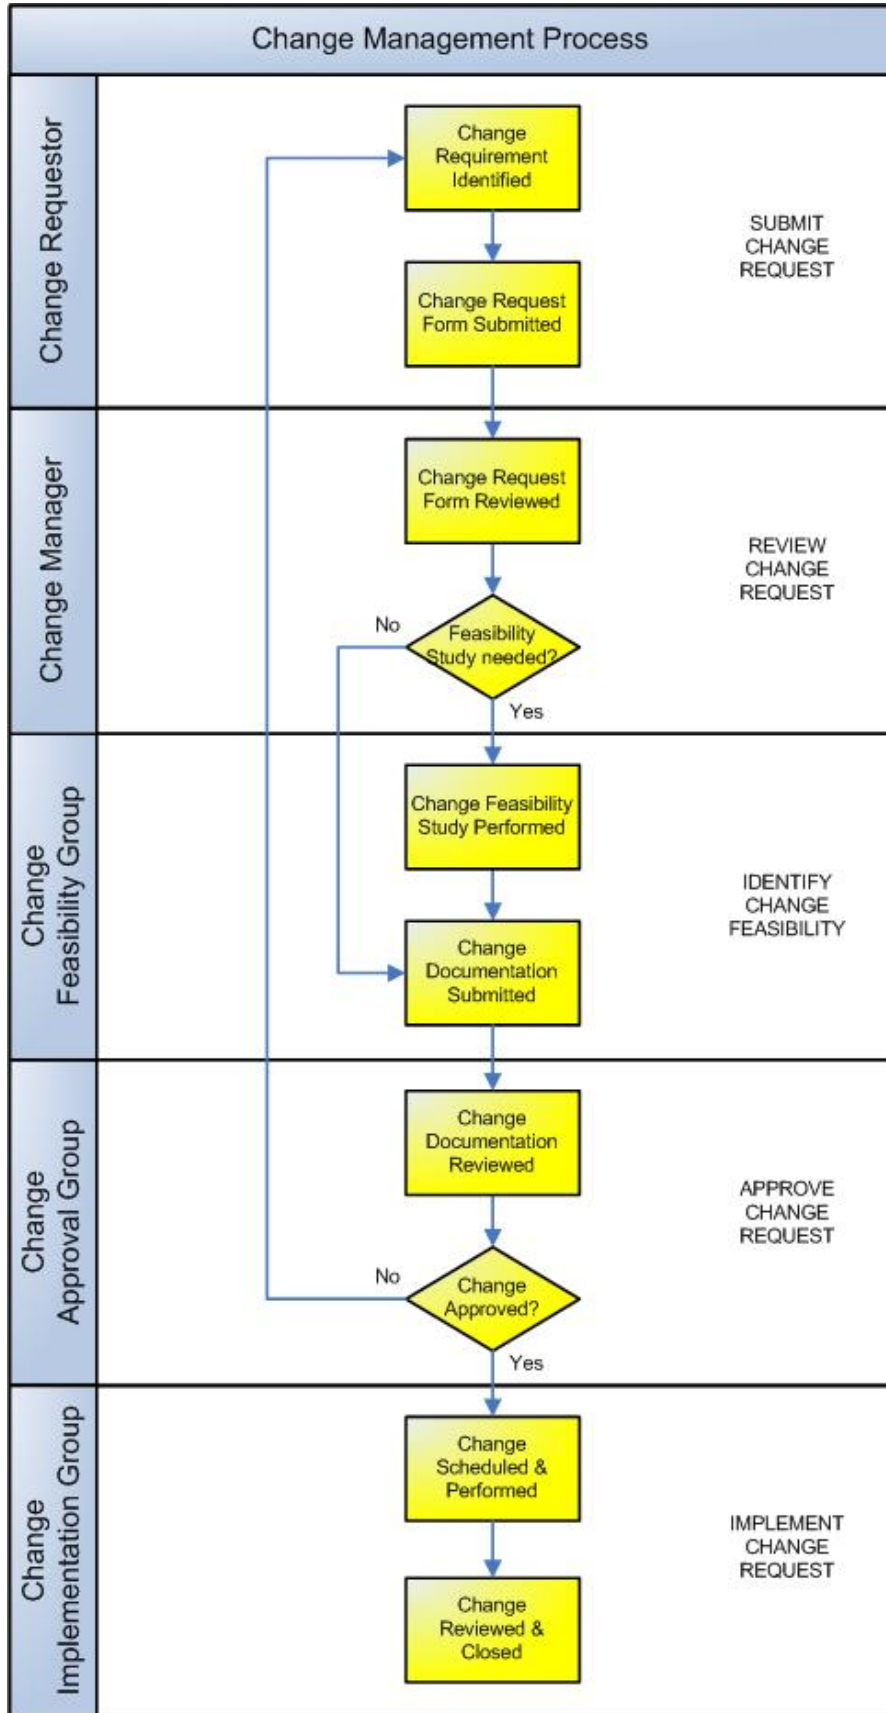 Change Management Process
Change Requestor
Change
Requirement
Identified
Change Request
Form Submitted
SUBMIT
CHANGE
REQUEST
Change Manager
Change Request
Form Reviewed
Feasibility
Study needed?
No
Yes
REVIEW
CHANGE
REQUEST
Change
Feasibility Group
Change Feasibility
Study Performed
Change
Documentation
Submitted
IDENTIFY
CHANGE
FEASIBILITY
Change
Approval Group
Change
Documentation
Reviewed
Change
Approved?
No
Yes
APPROVE
CHANGE
REQUEST
Change
Implementation Group
Change
Scheduled &
Performed
Change
Reviewed &
Closed
IMPLEMENT
CHANGE
REQUEST